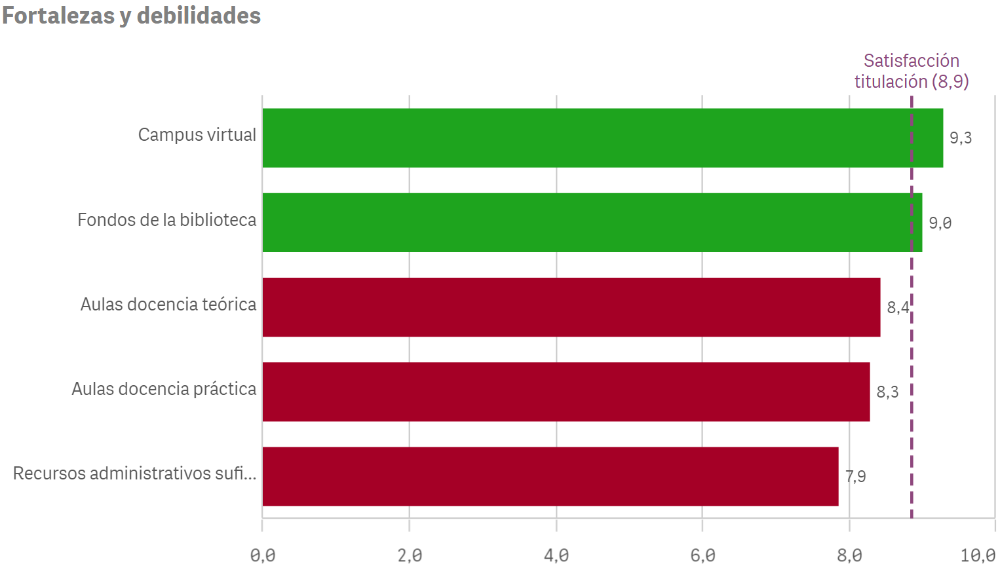 Fortalezas y debilidades
Satisfacción
titulación (8,9)
Campus virtual
9,3
Fondos de la biblioteca
9,0
Aulas docencia teórica
8,4
Aulas docencia práctica
8,3
Recursos administrativos sufi...
7,9
0,0 2,0 4,0 6,0 8,0 10,0